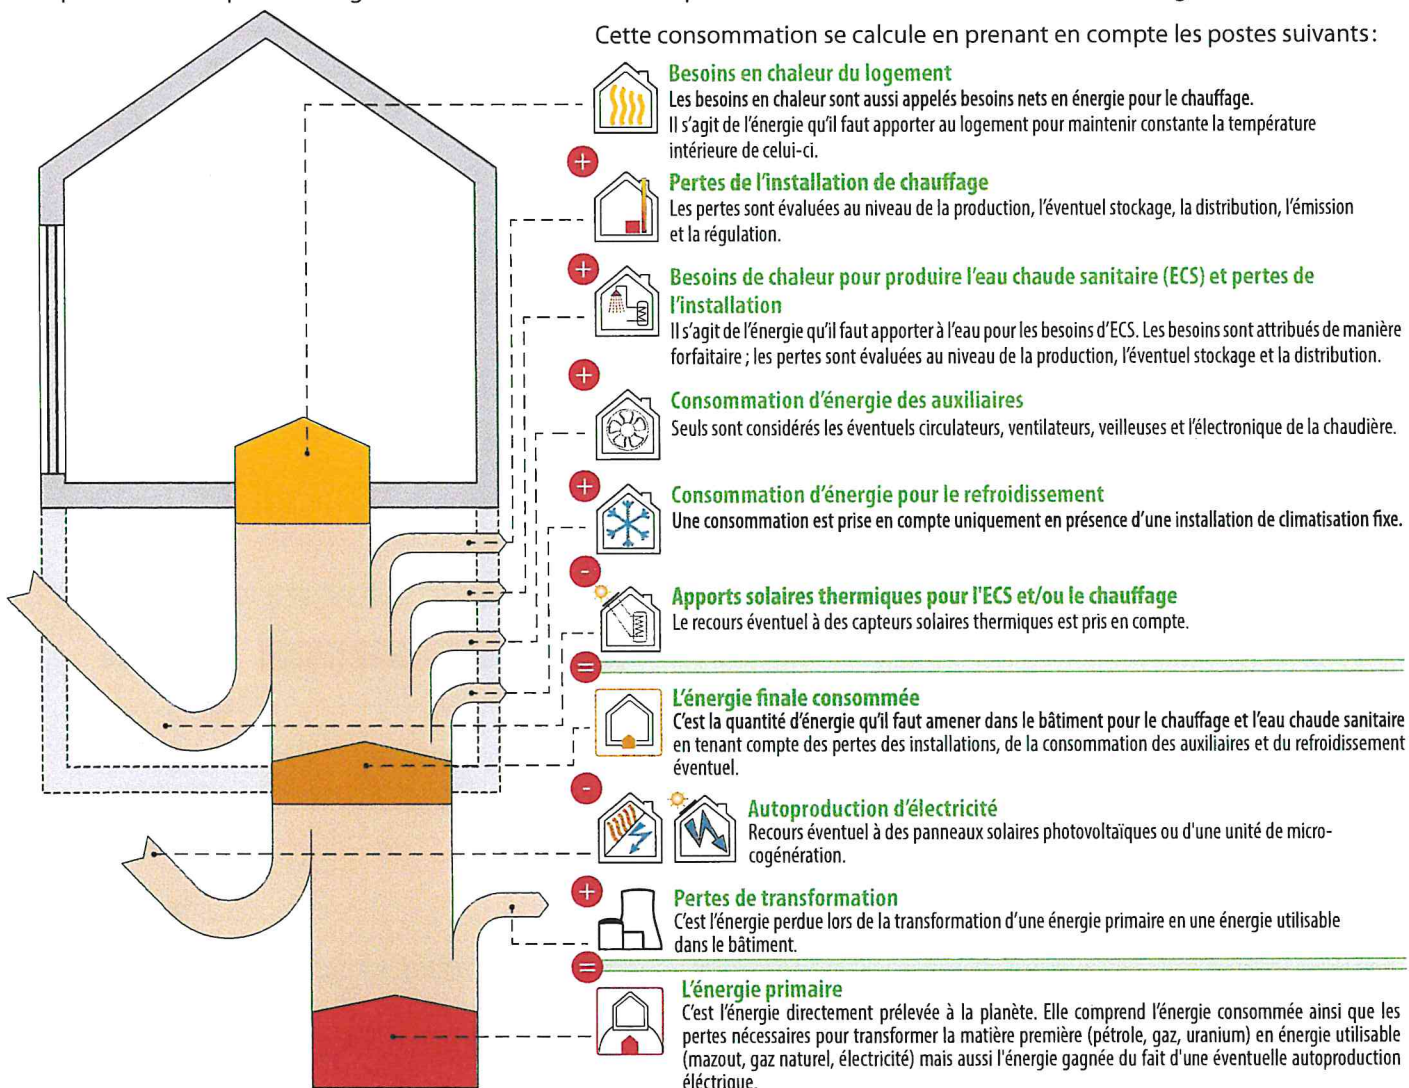 Cette consommation se calcule en prenant en compte les postes suivants :
Besoins en chaleur du logement
Les besoins en chaleur sont aussi appelés besoins nets en énergie pour le chauffage.
Il s'agit de l'énergie qu'il faut apporter au logement pour maintenir constante la température
intérieure de celui-ci.
+
Pertes de l'installation de chauffage
Les pertes sont évaluées au niveau de la production, l'éventuel stockage, la distribution, l'émission
et la régulation.
+
Besoins de chaleur pour produire l'eau chaude sanitaire (ECS) et pertes de
l'installation
Il s'agit de l'énergie qu'il faut apporter à l'eau pour les besoins d'ECS. Les besoins sont attribués de manière
forfaitaire ; les pertes sont évaluées au niveau de la production, l'éventuel stockage et la distribution.
+
Consommation d'énergie des auxiliaires
Seuls sont considérés les éventuels circulateurs, ventilateurs, veilleuses et l'électronique de la chaudière.
+
Consommation d'énergie pour le refroidissement
Une consommation est prise en compte uniquement en présence d'une installation de climatisation fixe.
-
Apports solaires thermiques pour l'ECS et/ou le chauffage
Le recours éventuel à des capteurs solaires thermiques est pris en compte.
=
L'énergie finale consommée
C'est la quantité d'énergie qu'il faut amener dans le bâtiment pour le chauffage et l'eau chaude sanitaire
en tenant compte des pertes des installations, de la consommation des auxiliaires et du refroidissement
éventuel.
-
Autoproduction d'électricité
Recours éventuel à des panneaux solaires photovoltaïques ou d'une unité de micro-
cogénération.
+
Pertes de transformation
C'est l'énergie perdue lors de la transformation d'une énergie primaire en une énergie utilisable
dans le bâtiment.
=
L'énergie primaire
C'est l'énergie directement prélevée à la planète. Elle comprend l'énergie consommée ainsi que les
pertes nécessaires pour transformer la matière première (pétrole, gaz, uranium) en énergie utilisable
(mazout, gaz naturel, électricité) mais aussi l'énergie gagnée du fait d'une éventuelle autoproduction
éléctrique.